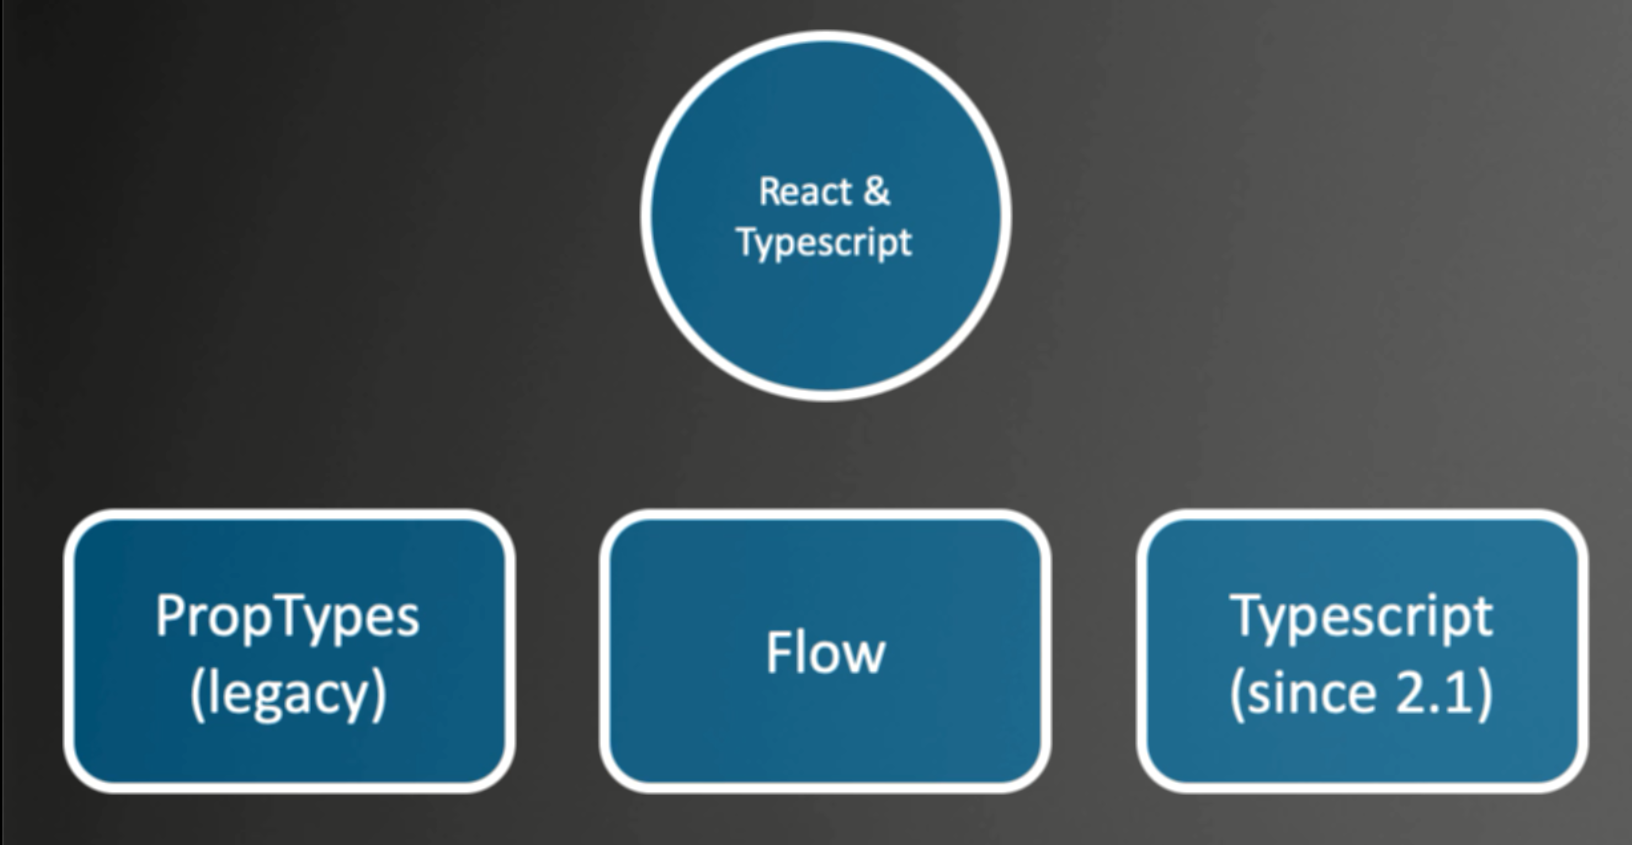 React &
Typescript
PropTypes
(legacy)
Flow
Typescript
(since 2.1)